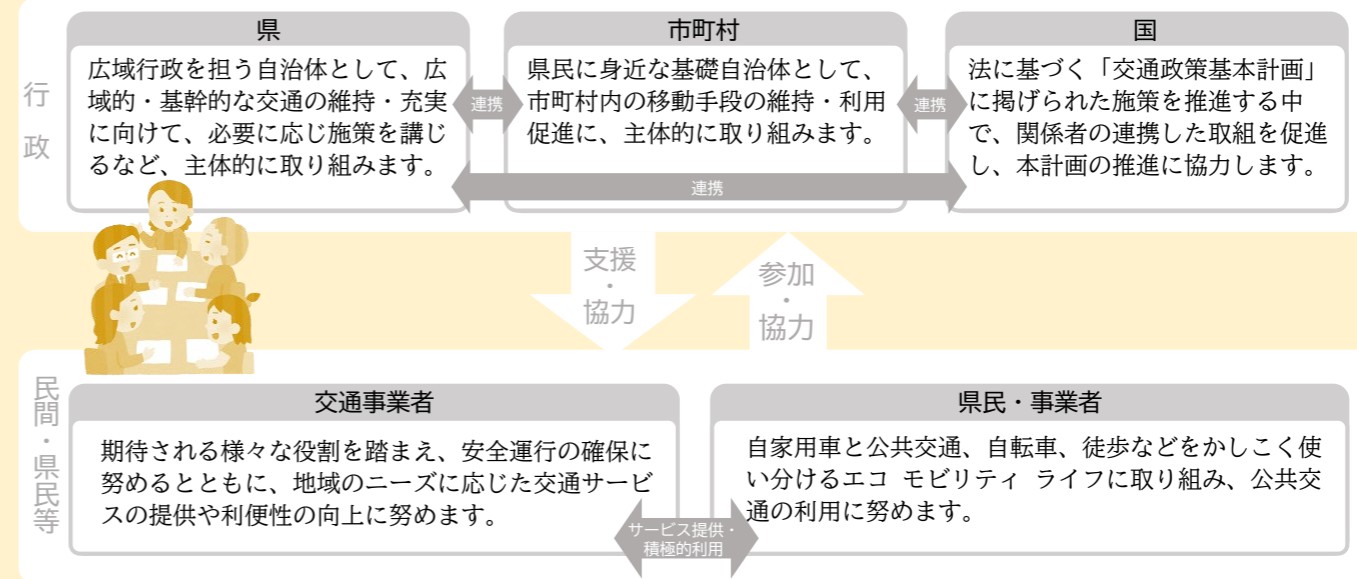 行政
県
広域行政を担う自治体として、広
域的・基幹的な交通の維持・充実
に向けて、必要に応じ施策を講じ
るなど、主体的に取り組みます。
連携
市町村
県民に身近な基礎自治体として、
市町村内の移動手段の維持・利用
促進に、主体的に取り組みます。
連携
国
法に基づく「交通政策基本計画」
に掲げられた施策を推進する中
で、関係者の連携した取組を促進
し、本計画の推進に協力します。
連携
支援
・
協力
参加
・
協力
民間・県民等
交通事業者
期待される様々な役割を踏まえ、安全運行の確保に
努めるとともに、地域のニーズに応じた交通サービ
スの提供や利便性の向上に努めます。
サービス提供・
積極的利用
県民・事業者
自家用車と公共交通、自転車、徒歩などをかしこく使
い分けるエコ モビリティ ライフに取り組み、公共交
通の利用に努めます。